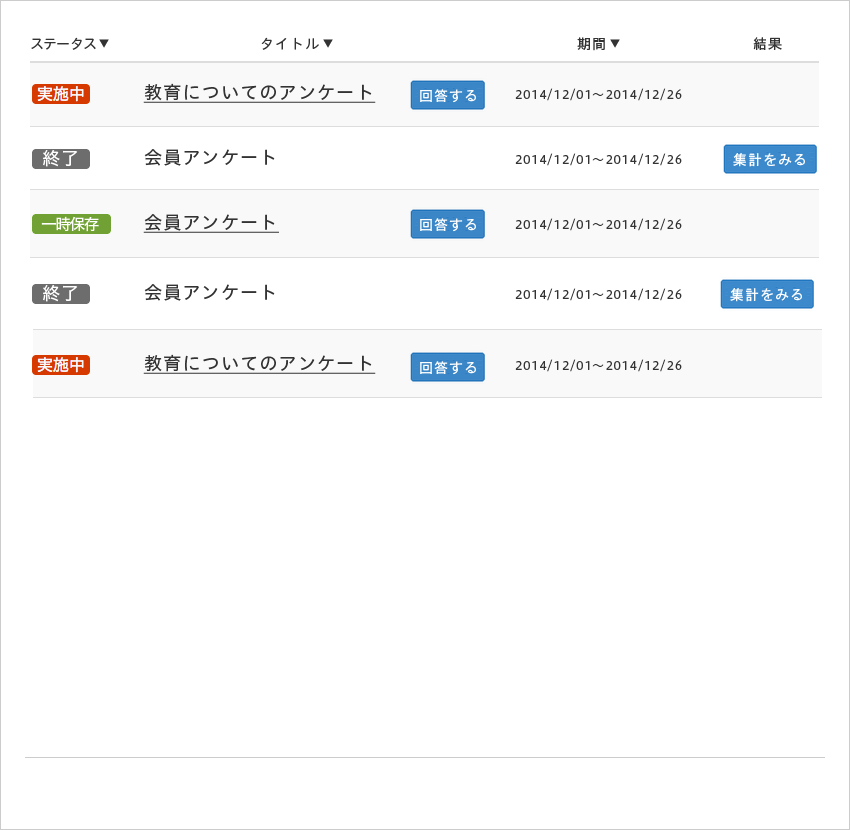 ステータス▼ タイトル▼ 期間▼ 結果
実施中 教育についてのアンケート 回答する 2014/12/01～2014/12/26
終了 会員アンケート 2014/12/01～2014/12/26 集計をみる
一時保存 会員アンケート 回答する 2014/12/01～2014/12/26
終了 会員アンケート 2014/12/01～2014/12/26 集計をみる
実施中 教育についてのアンケート 回答する 2014/12/01～2014/12/26